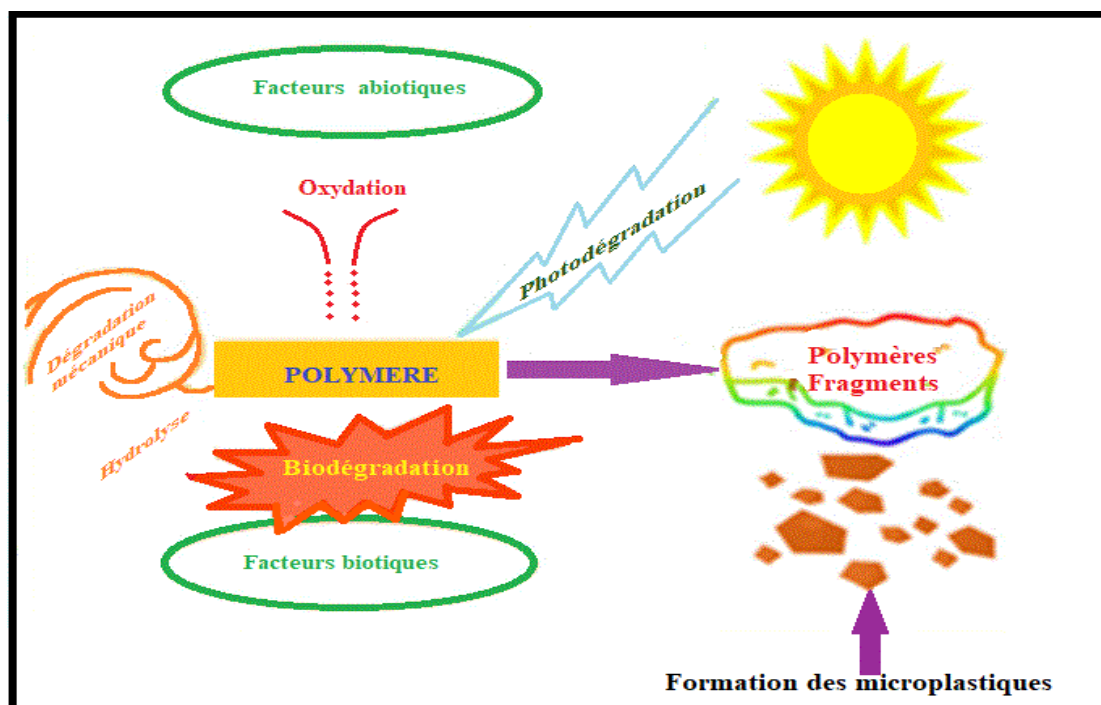 Facteurs abiotiques
Oxydation
Photodégradation
Dégradation
mécanique
Hydrolyse
POLYMERE
Polymères
Fragments
Biodégradation
Facteurs biotiques
Formation des microplastiques